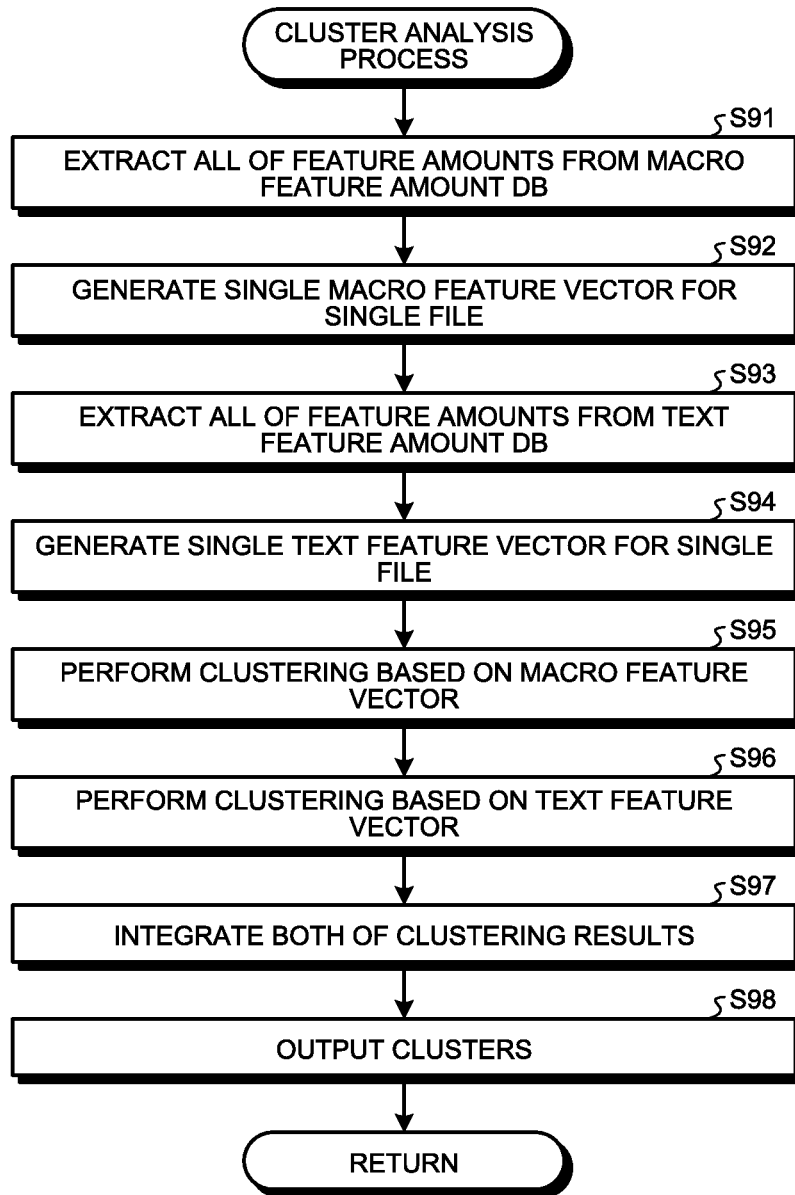 CLUSTER ANALYSIS
PROCESS
S91
EXTRACT ALL OF FEATURE AMOUNTS FROM MACRO
FEATURE AMOUNT DB
S92
GENERATE SINGLE MACRO FEATURE VECTOR FOR
SINGLE FILE
S93
EXTRACT ALL OF FEATURE AMOUNTS FROM TEXT
FEATURE AMOUNT DB
S94
GENERATE SINGLE TEXT FEATURE VECTOR FOR SINGLE
FILE
S95
PERFORM CLUSTERING BASED ON MACRO FEATURE
VECTOR
S96
PERFORM CLUSTERING BASED ON TEXT FEATURE
VECTOR
S97
INTEGRATE BOTH OF CLUSTERING RESULTS
S98
OUTPUT CLUSTERS
RETURN